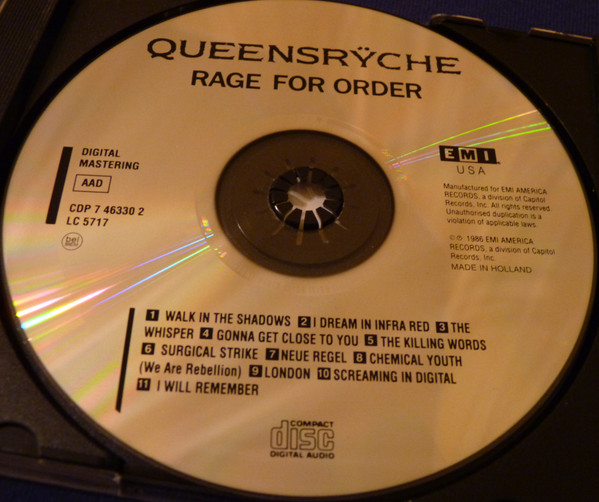 QUEENSRŸCHE
RAGE FOR ORDER
DIGITAL
MASTERING
AAD
CDP 7 46330 2
LC 5717
EMI
USA
Manufactured for EMI AMERICA
RECORDS, a division of Capitol
Records, Inc. All rights reserved.
Unauthorised duplication is a
violation of applicable laws.
©℗ 1986 EMI AMERICA
RECORDS, a division of Capitol
Records, Inc.
MADE IN HOLLAND
1 WALK IN THE SHADOWS 2 I DREAM IN INFRA RED 3 THE
WHISPER 4 GONNA GET CLOSE TO YOU 5 THE KILLING WORDS
6 SURGICAL STRIKE 7 NEUE REGEL 8 CHEMICAL YOUTH
(We Are Rebellion) 9 LONDON 10 SCREAMING IN DIGITAL
11 I WILL REMEMBER
COMPACT
disc
DIGITAL AUDIO